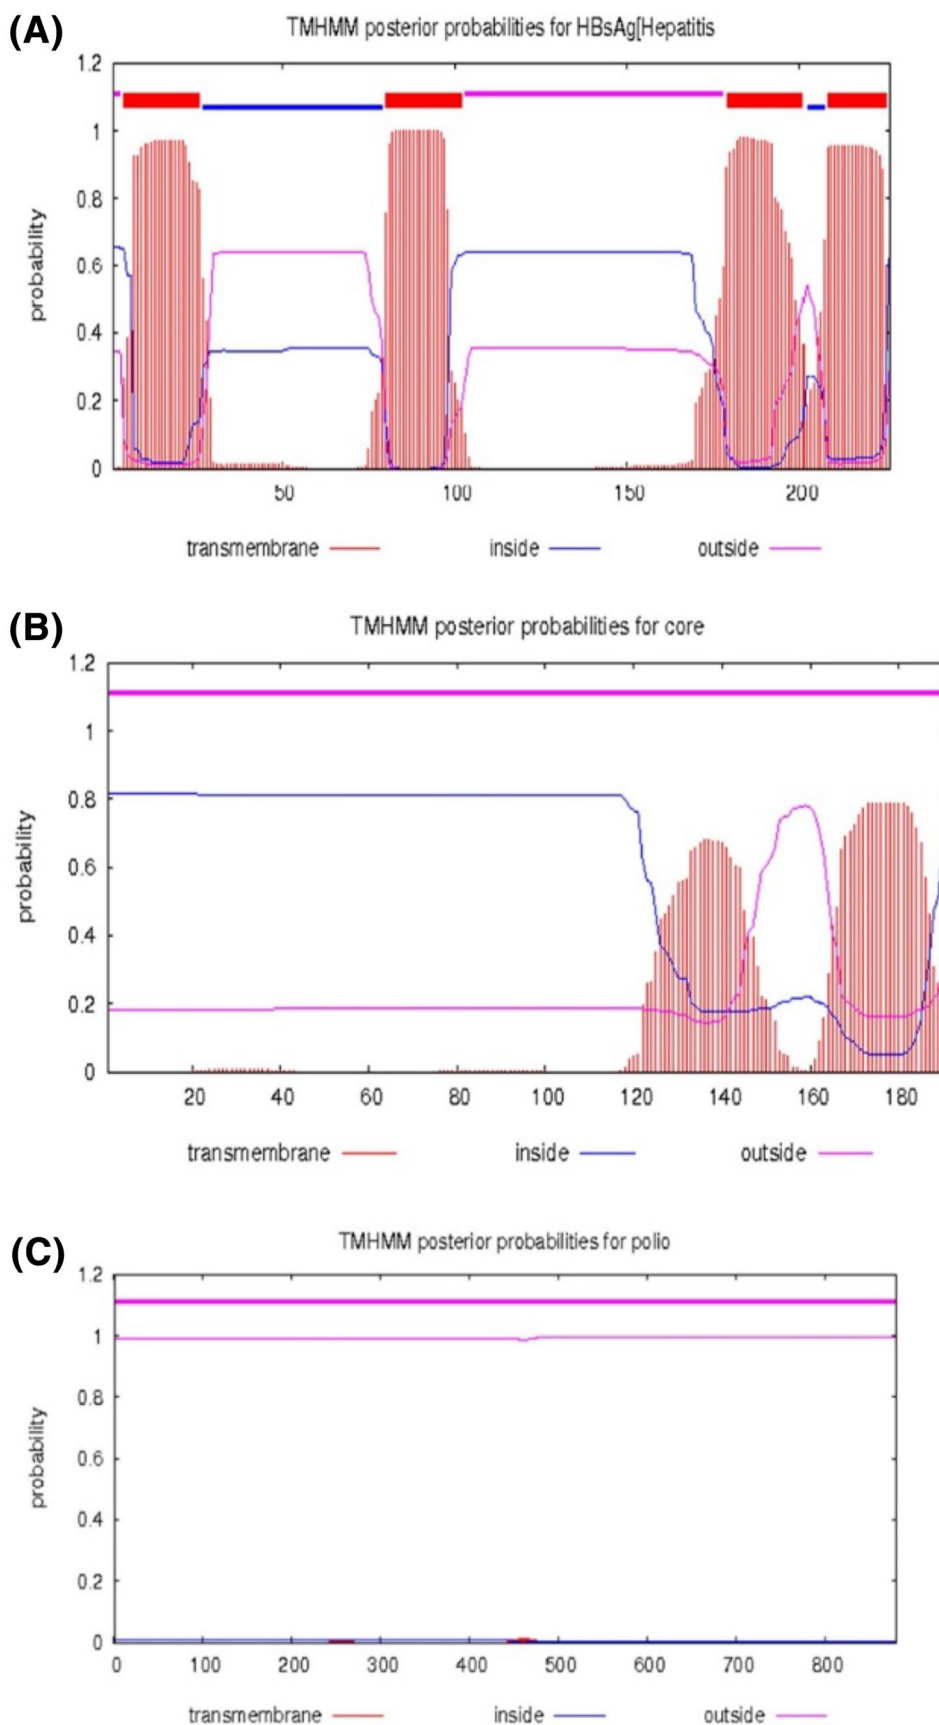 (A)
TMHMM posterior probabilities for HBsAg[Hepatitis
1.2
1
0.8
0.6
0.4
0.2
0
probability
50 100 150 200
transmembrane inside outside
(B)
TMHMM posterior probabilities for core
1.2
1
0.8
0.6
0.4
0.2
0
probability
20 40 60 80 100 120 140 160 180
transmembrane inside outside
(C)
TMHMM posterior probabilities for polio
1.2
1
0.8
0.6
0.4
0.2
0
probability
0 100 200 300 400 500 600 700 800
transmembrane inside outside